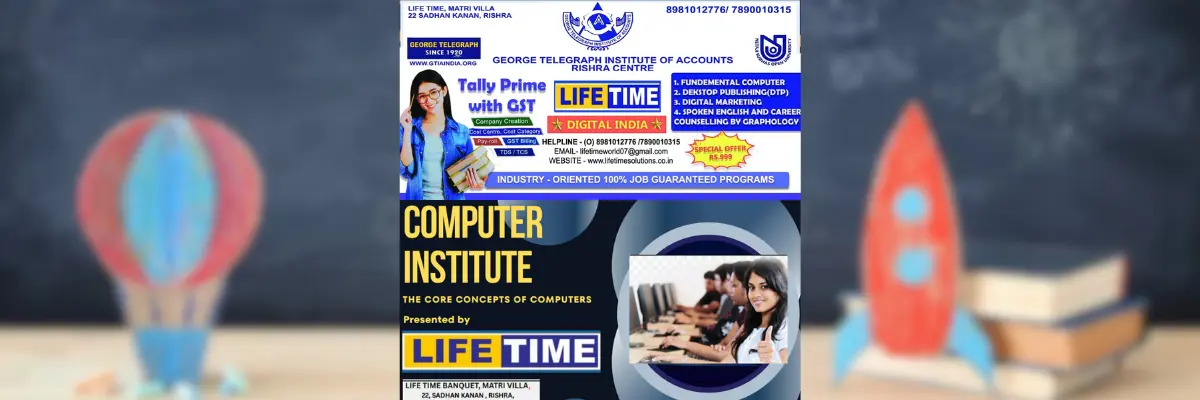 LIFE TIME, MATRI VILLA
22 SADHAN KANAN, RISHRA
8981012776/ 7890010315
GEORGE TELEGRAPH
SINCE 1920
WWW.GTIAINDIA.ORG
GEORGE TELEGRAPH INSTITUTE OF ACCOUNTS
RISHRA CENTRE
Tally Prime
with GST
Company Creation
Cost Centre, Cost Category
Pay-roll
GST Billing
TDS / TCS
LIFE TIME
DIGITAL INDIA
HELPLINE - (O) 8981012776 /7890010315
EMAIL- lifetimeworld07@gmail.com
WEBSITE - www.lifetimesolutions.co.in
1. FUNDEMENTAL COMPUTER
2. DEKSTOP PUBLISHING(DTP)
3. DIGITAL MARKETING
4. SPOKEN ENGLISH AND CAREER
COUNSELLING BY GRAPHOLOGY
SPECIAL OFFER
RS.999
INDUSTRY - ORIENTED 100% JOB GUARANTEED PROGRAMS
COMPUTER
INSTITUTE
THE CORE CONCEPTS OF COMPUTERS
Presented by
LIFE TIME
LIFE TIME BANQUET, MATRI VILLA,
22, SADHAN KANAN , RISHRA,